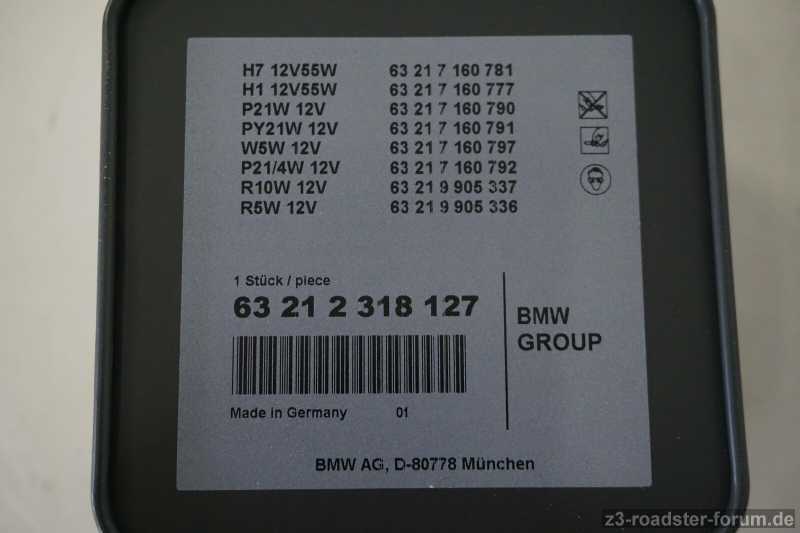 H7 12V55W 63 21 7 160 781
H1 12V55W 63 21 7 160 777
P21W 12V 63 21 7 160 790
PY21W 12V 63 21 7 160 791
W5W 12V 63 21 7 160 797
P21/4W 12V 63 21 7 160 792
R10W 12V 63 21 9 905 337
R5W 12V 63 21 9 905 336
1 Stück / piece
63 21 2 318 127
BMW
GROUP
Made in Germany 01
BMW AG, D-80778 München
z3-roadster-forum.de